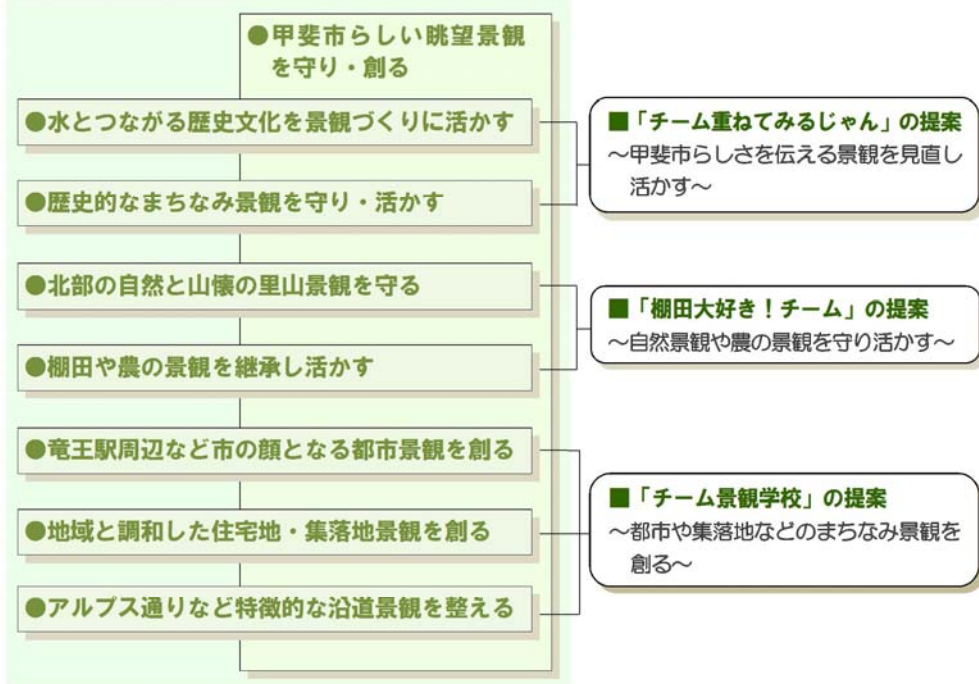 ●甲斐市らしい眺望景観
を守り・創る
●水とつながる歴史文化を景観づくりに活かす
●歴史的なまちなみ景観を守り・活かす
●北部の自然と山懐の里山景観を守る
●棚田や農の景観を継承し活かす
●竜王駅周辺など市の顔となる都市景観を創る
●地域と調和した住宅地・集落地景観を創る
●アルプス通りなど特徴的な沿道景観を整える
■「チーム重ねてみるじゃん」の提案
～甲斐市らしさを伝える景観を見直し
活かす～
■「棚田大好き！チーム」の提案
～自然景観や農の景観を守り活かす～
■「チーム景観学校」の提案
～都市や集落地などのまちなみ景観を
創る～